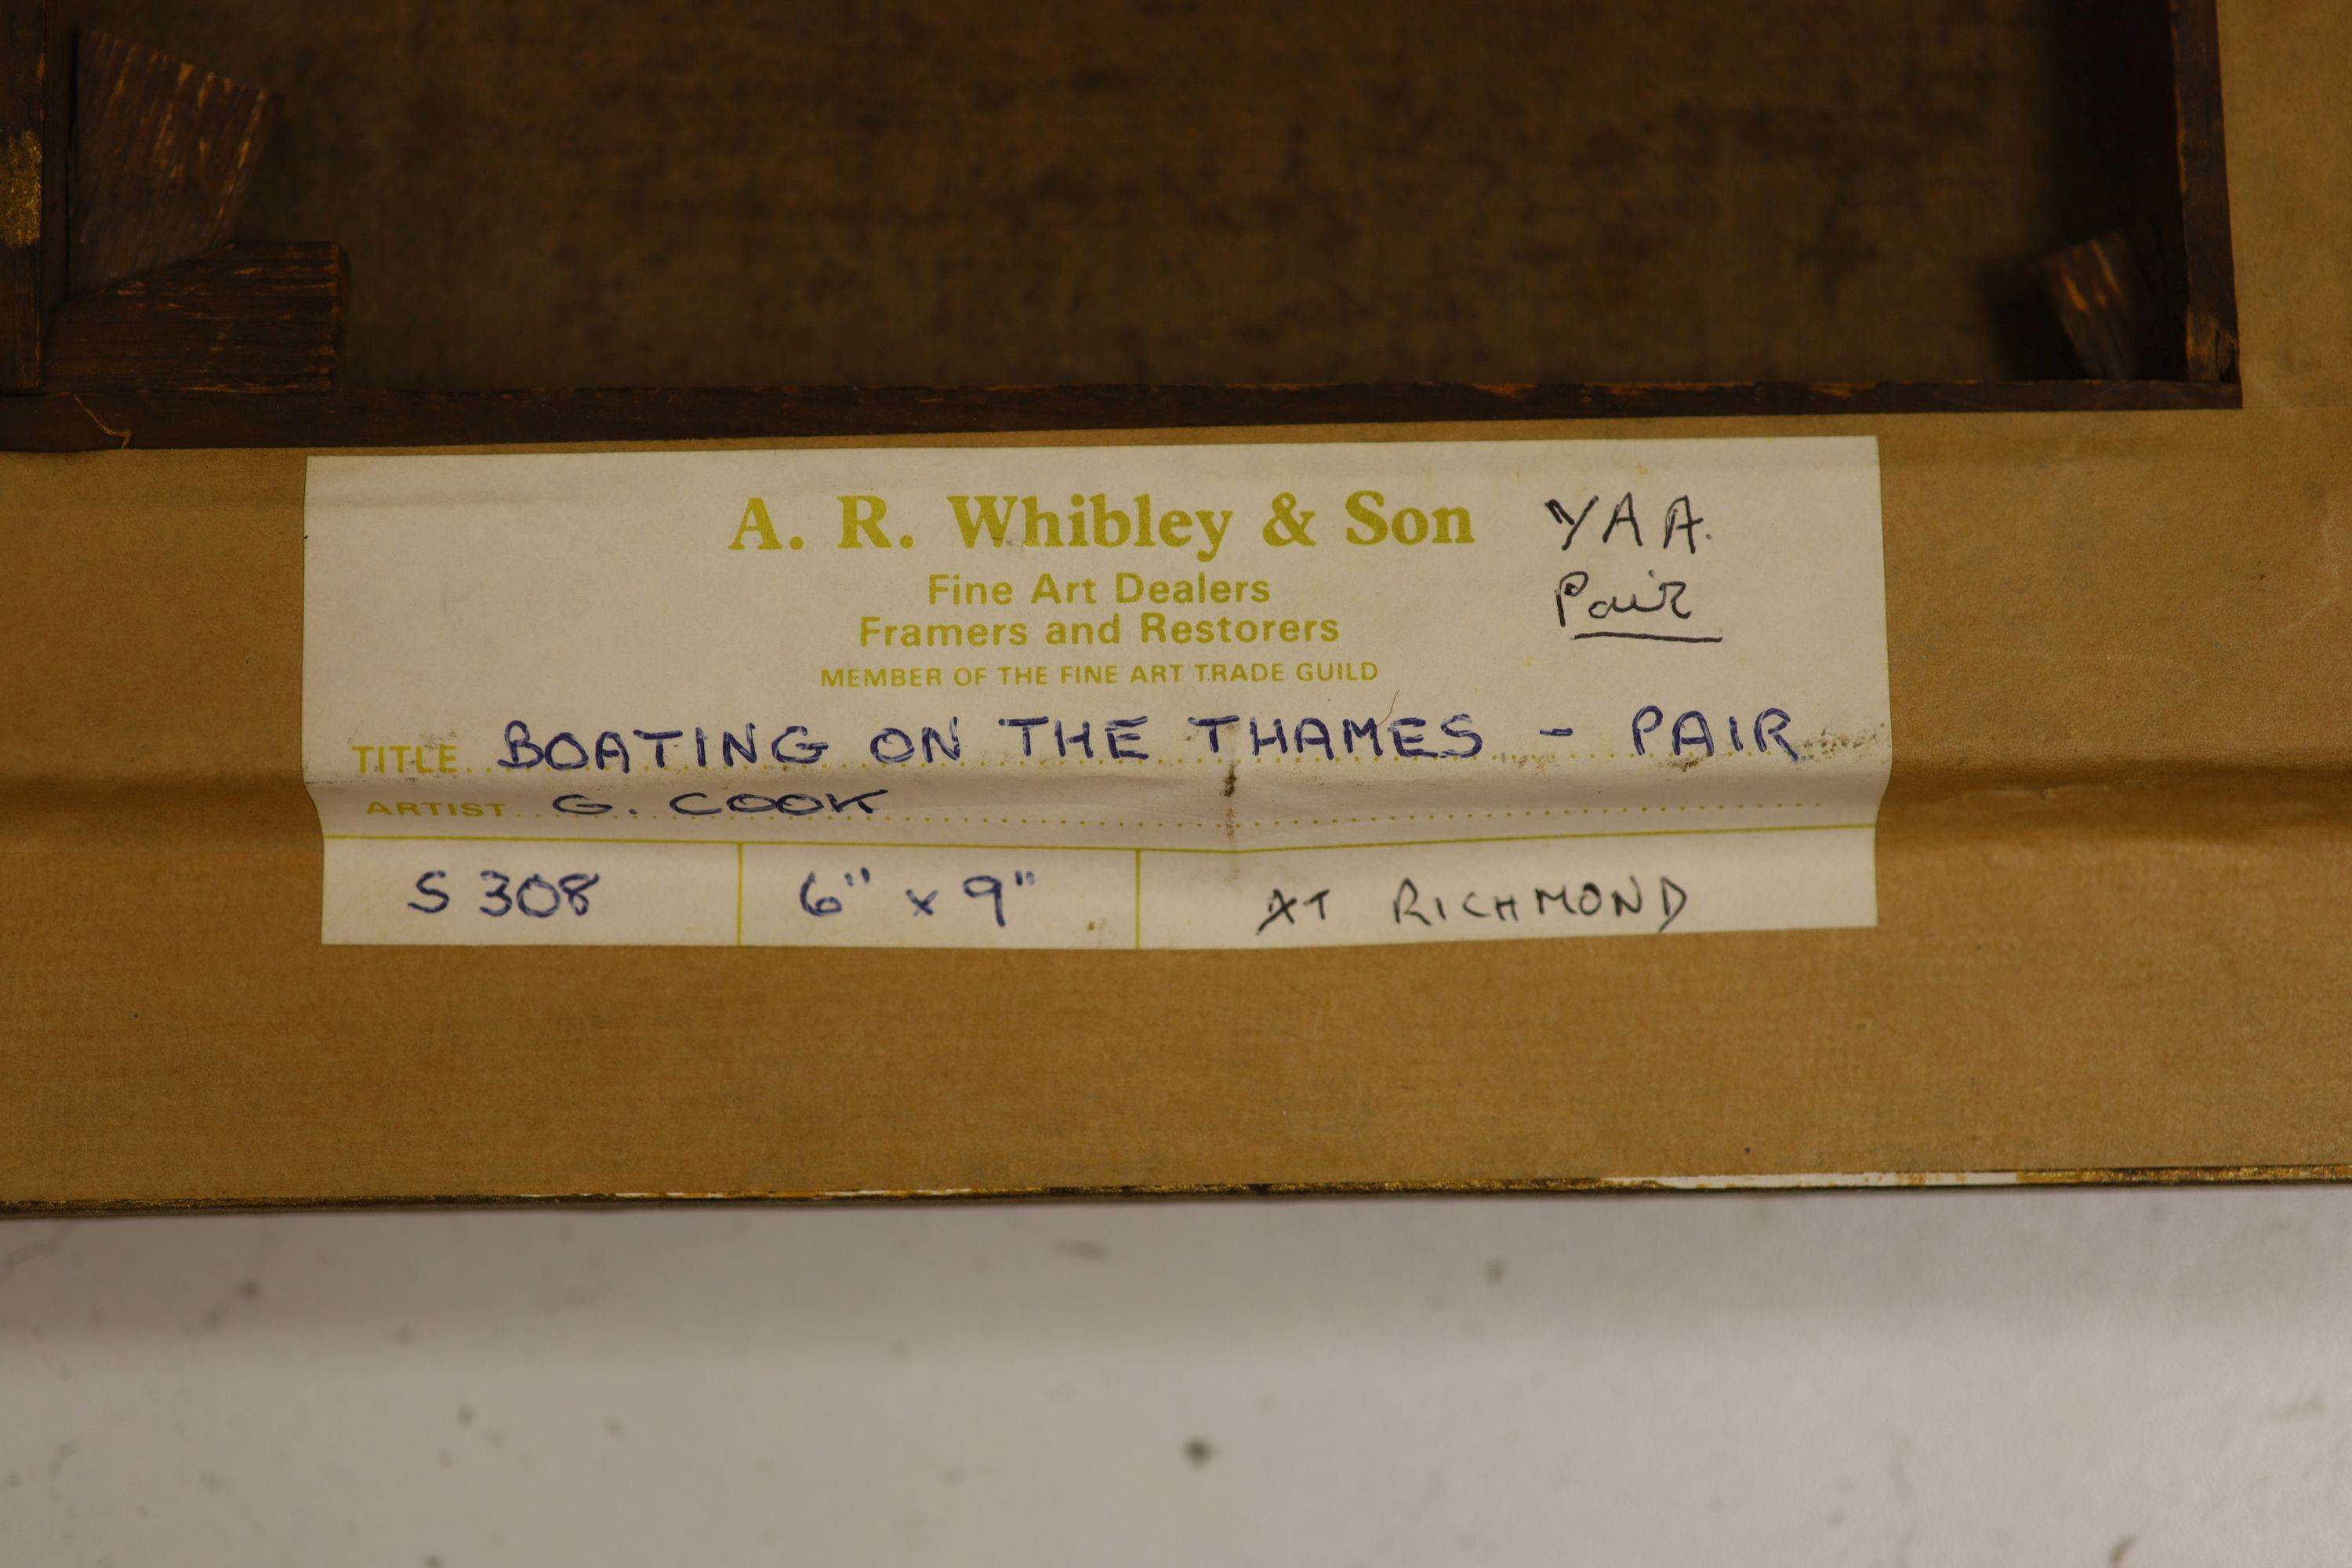 A. R. Whibley & Son
YAA.
Fine Art Dealers
Pair
Framers and Restorers
MEMBER OF THE FINE ART TRADE GUILD
TITLE BOATING ON THE THAMES - PAIR
ARTIST G. COOK
S 308 6" x 9" AT RICHMOND